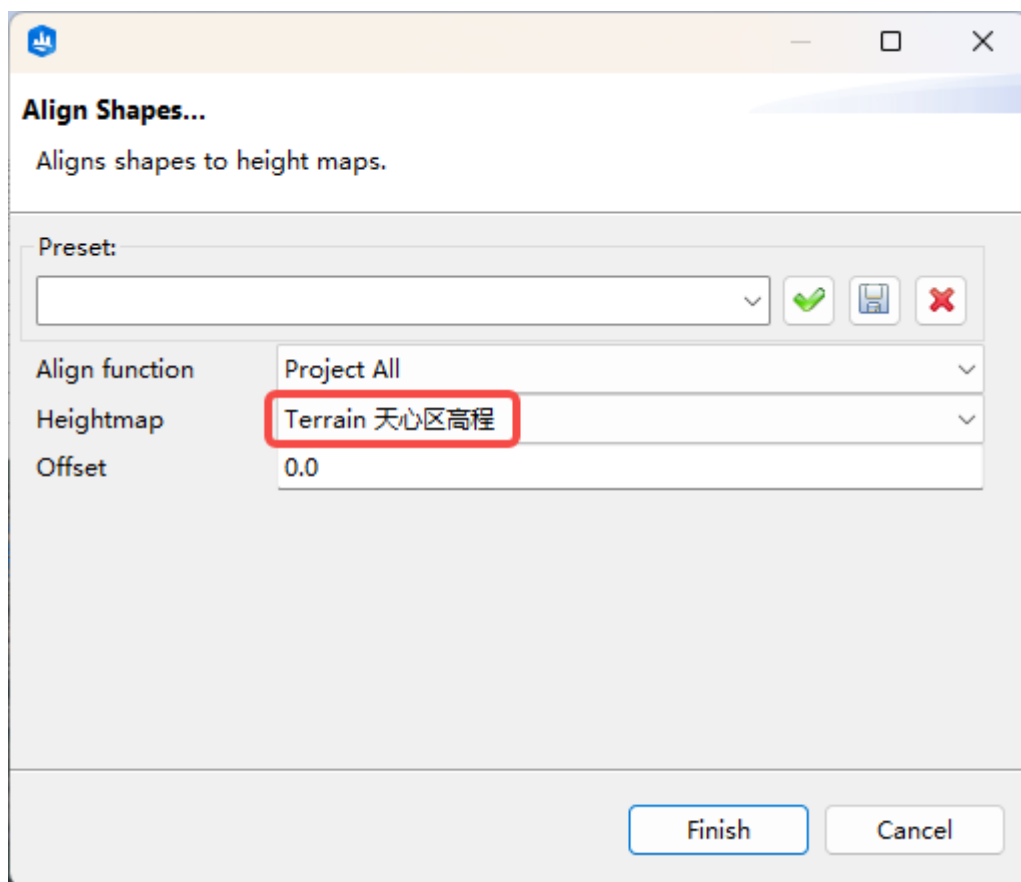 Align Shapes...
Aligns shapes to height maps.
Preset:
Align function Project All
Heightmap Terrain 天心区高程
Offset 0.0
Finish Cancel